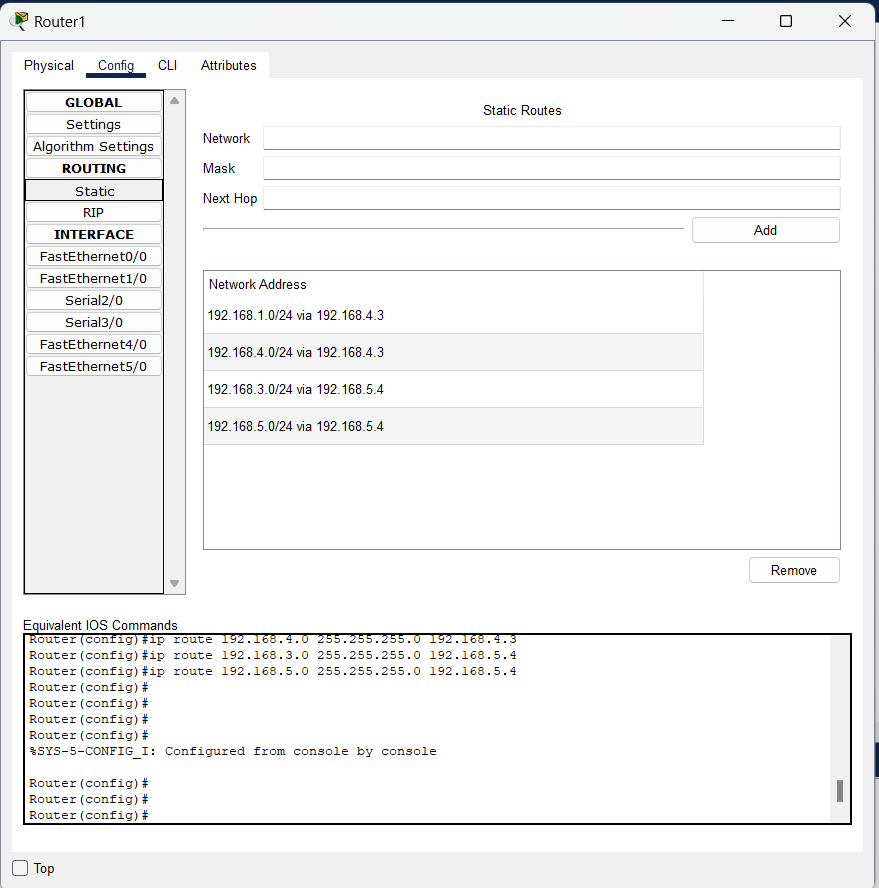 Router1
Physical Config CLI Attributes
GLOBAL
Settings
Algorithm Settings
ROUTING
Static
RIP
INTERFACE
FastEthernet0/0
FastEthernet1/0
Serial2/0
Serial3/0
FastEthernet4/0
FastEthernet5/0
Static Routes
Network
Mask
Next Hop
Add
Network Address
192.168.1.0/24 via 192.168.4.3
192.168.4.0/24 via 192.168.4.3
192.168.3.0/24 via 192.168.5.4
192.168.5.0/24 via 192.168.5.4
Remove
Equivalent IOS Commands
Router(config)#ip route 192.168.4.0 255.255.255.0 192.168.4.3
Router(config)#ip route 192.168.3.0 255.255.255.0 192.168.5.4
Router(config)#ip route 192.168.5.0 255.255.255.0 192.168.5.4
Router(config)#
Router(config)#
Router(config)#
Router(config)#
%SYS-5-CONFIG_I: Configured from console by console
Router(config)#
Router(config)#
Router(config)#
Top